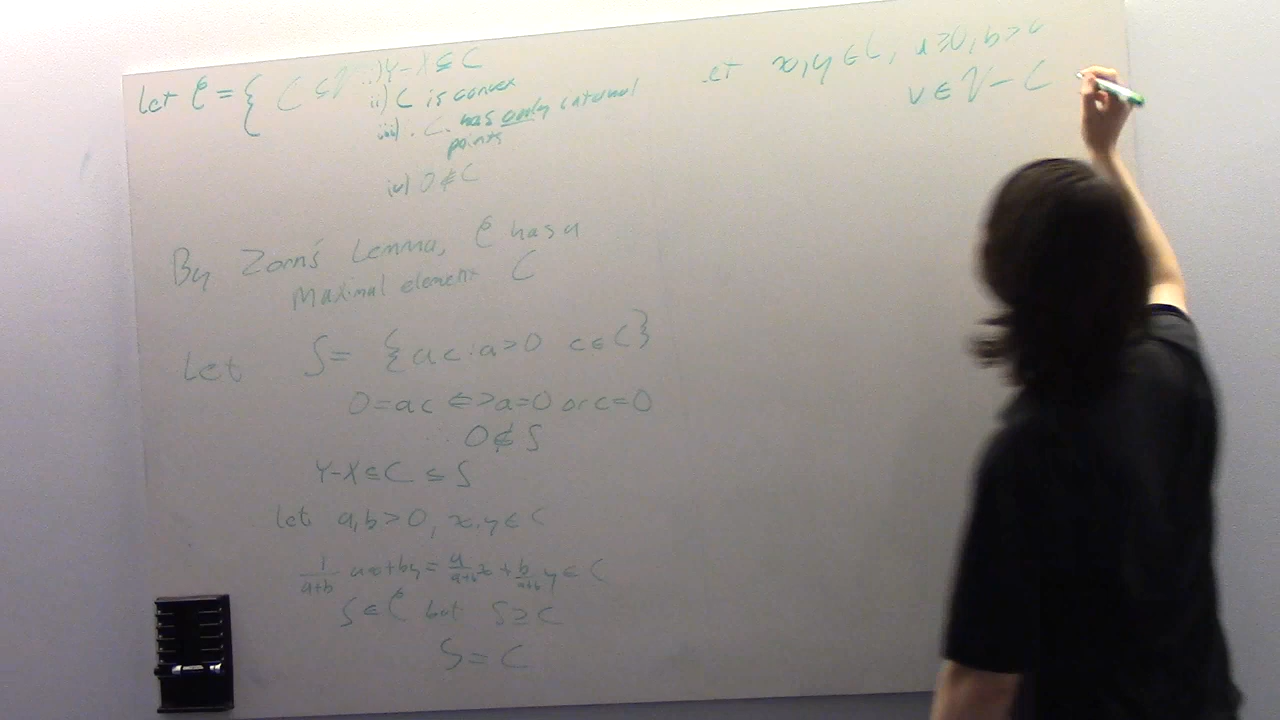 Let 𝒞 = { C ⊆ V : i) Y-X ⊆ C
ii) C is convex
iii) C has only internal
points
iv) 0 ∉ C
By Zorn's Lemma, 𝒞 has a
Maximal element C
Let S = {ac : a>0 c∈C}
0=ac <=> a=0 or c=0
0∉S
Y-X ⊆ C ⊆ S
let a,b>0, x,y∈C
1/(a+b) ax+by = a/(a+b) x + b/(a+b) y ∈ C
S∈𝒞 but S⊇C
S=C
Let x,y∈C, a≥0, b>0
v∈V-C